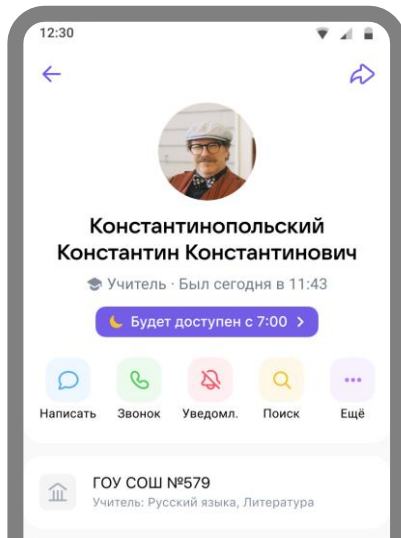 12:30
Константинопольский
Константин Константинович
Учитель · Был сегодня в 11:43
Будет доступен с 7:00
Написать Звонок Уведомл. Поиск Ещё
ГОУ СОШ №579
Учитель: Русский язык, Литература